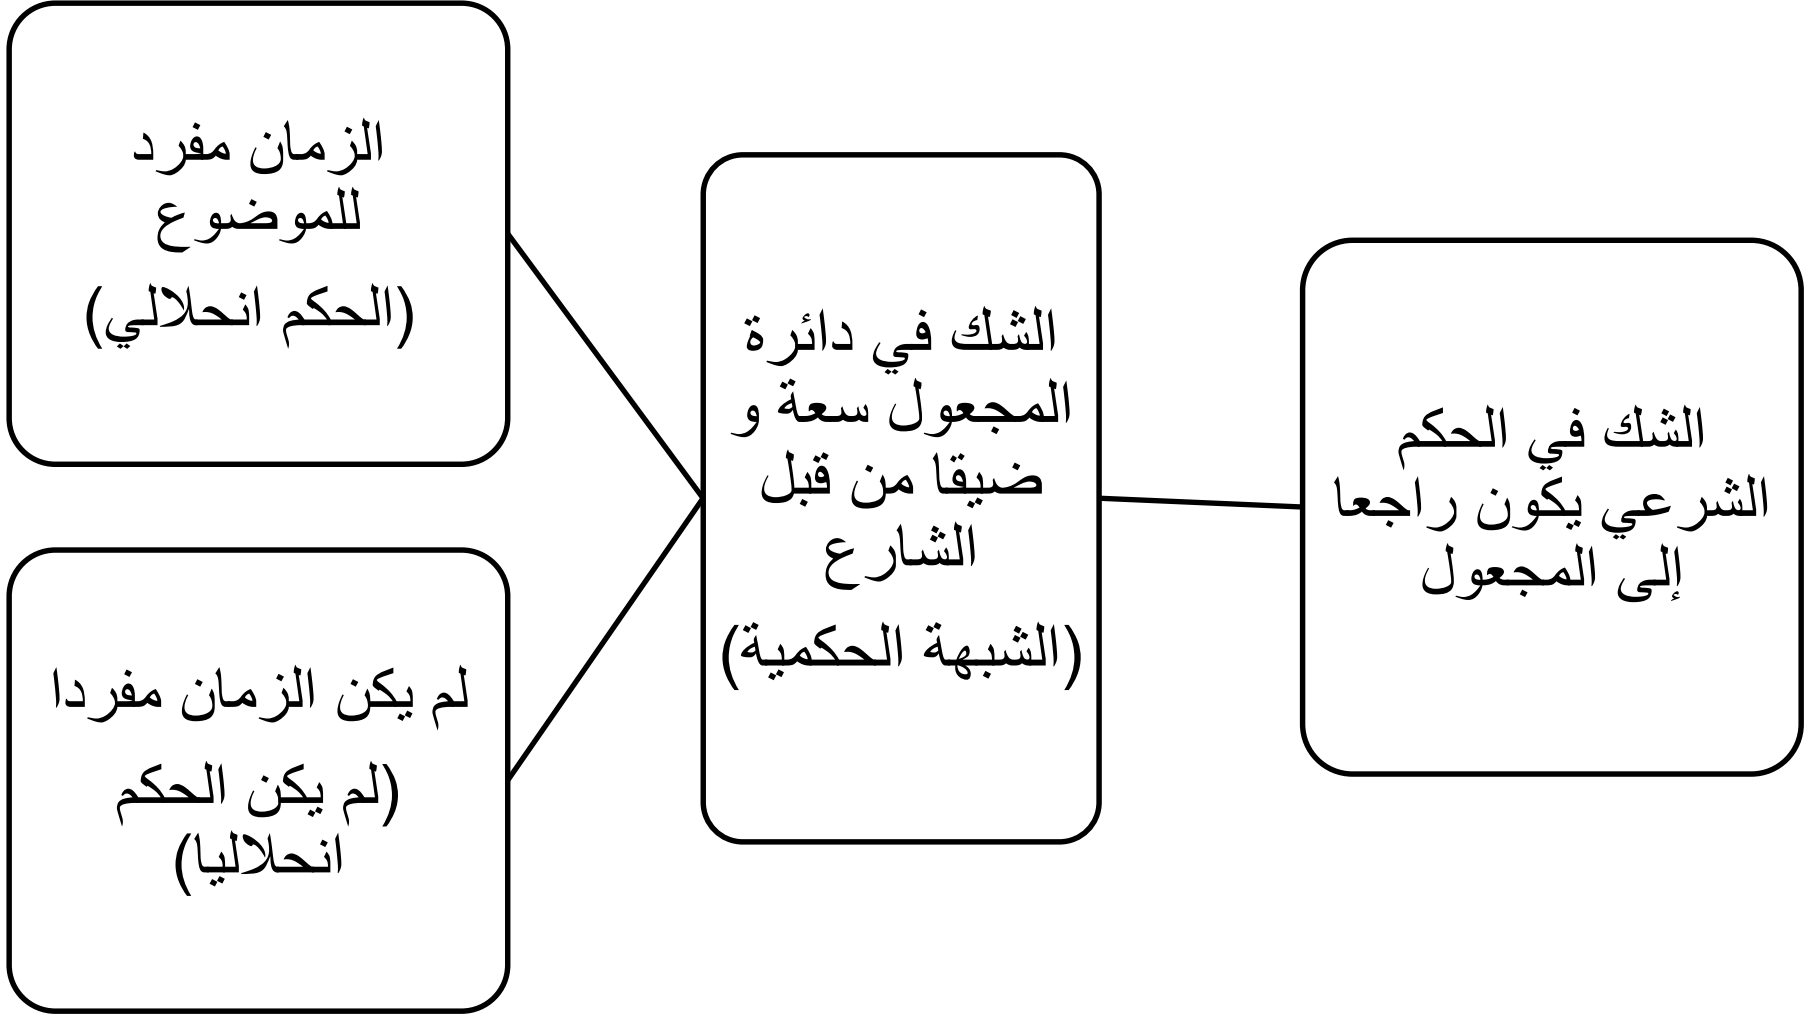 الشك في الحكم
الشرعي يكون راجعا
إلى المجعول
الشك في دائرة
المجعول سعة و
ضيقا من قبل
الشارع
(الشبهة الحكمية)
الزمان مفرد
للموضوع
(الحكم انحلالي)
لم يكن الزمان مفردا
(لم يكن الحكم
انحلاليا)